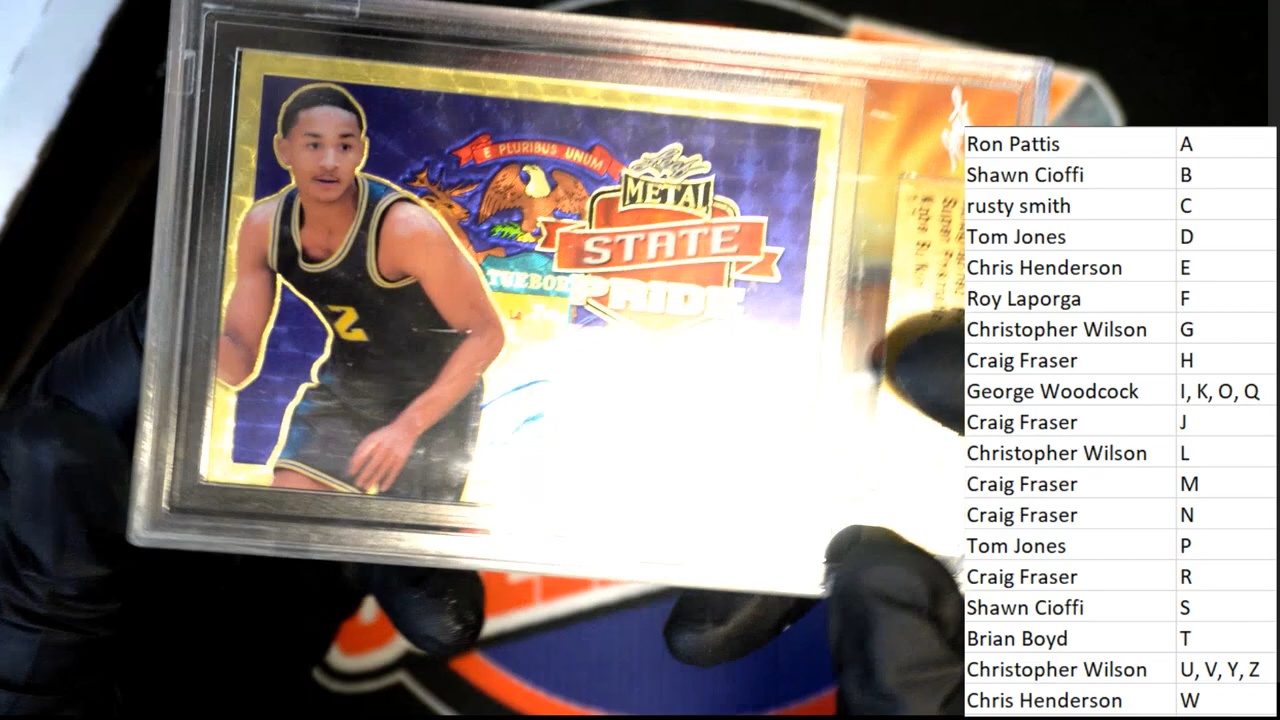 E PLURIBUS UNUM
Leaf
METAL
STATE
PRIDE
TUEBOR
2
Ron Pattis A
Shawn Cioffi B
rusty smith C
Tom Jones D
Chris Henderson E
Roy Laporga F
Christopher Wilson G
Craig Fraser H
George Woodcock I, K, O, Q
Craig Fraser J
Christopher Wilson L
Craig Fraser M
Craig Fraser N
Tom Jones P
Craig Fraser R
Shawn Cioffi S
Brian Boyd T
Christopher Wilson U, V, Y, Z
Chris Henderson W